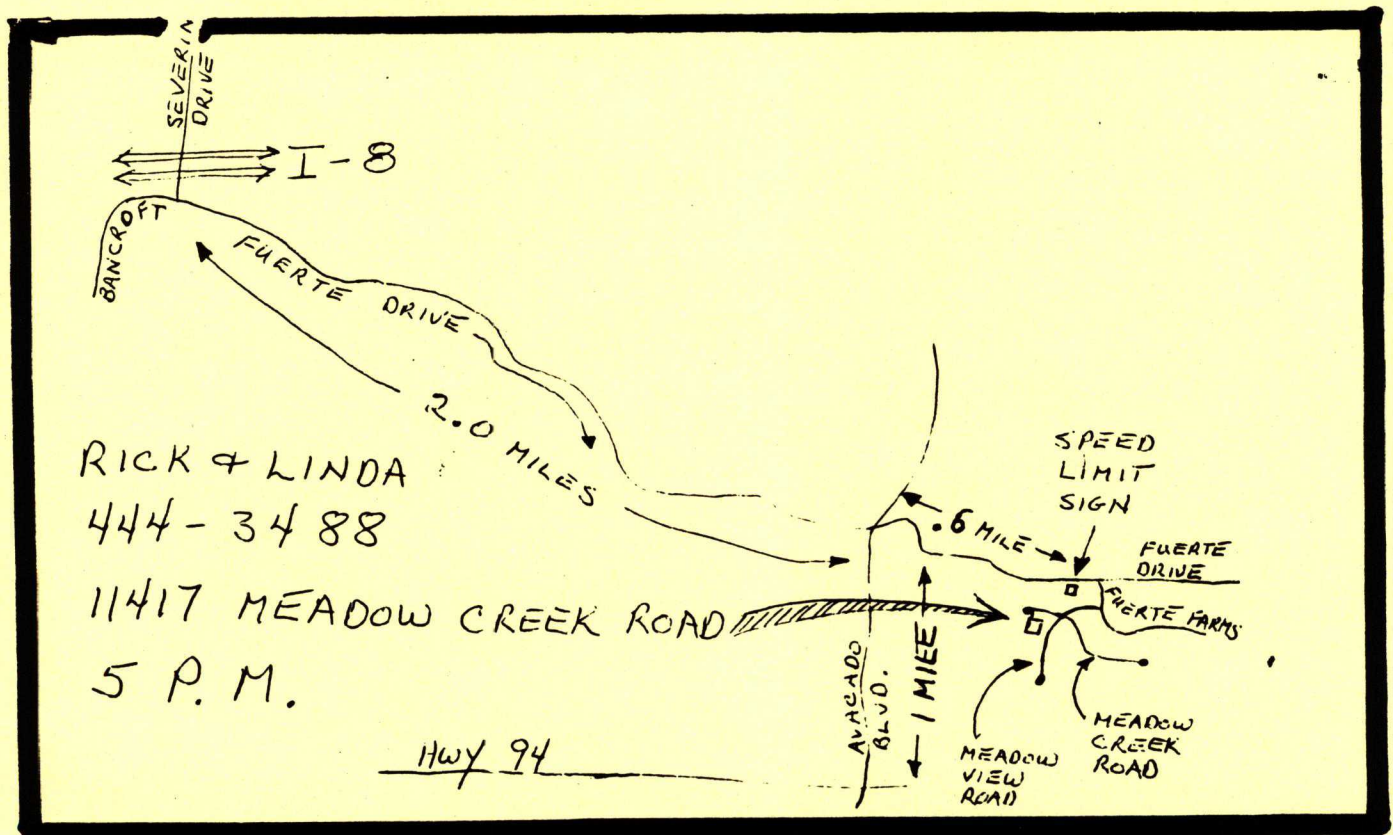 SEVERIN
DRIVE
I-8
BANCROFT
FUERTE DRIVE
2.0 MILES
RICK & LINDA
444-3488
11417 MEADOW CREEK ROAD
5 P.M.
HWY 94
AVACADO
BLVD.
1 MILE
.6 MILE
SPEED
LIMIT
SIGN
FUERTE
DRIVE
FUERTE FARMS
MEADOW
VIEW
ROAD
MEADOW
CREEK
ROAD